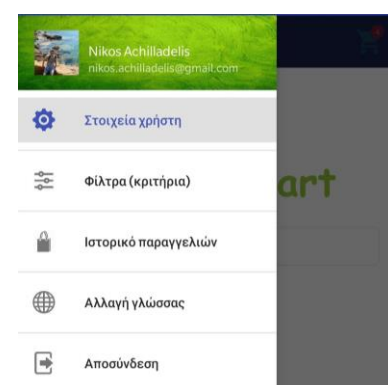 Nikos Achilladelis
nikos.achilladelis@gmail.com
Στοιχεία χρήστη
Φίλτρα (κριτήρια)
art
Ιστορικό παραγγελιών
Αλλαγή γλώσσας
Αποσύνδεση